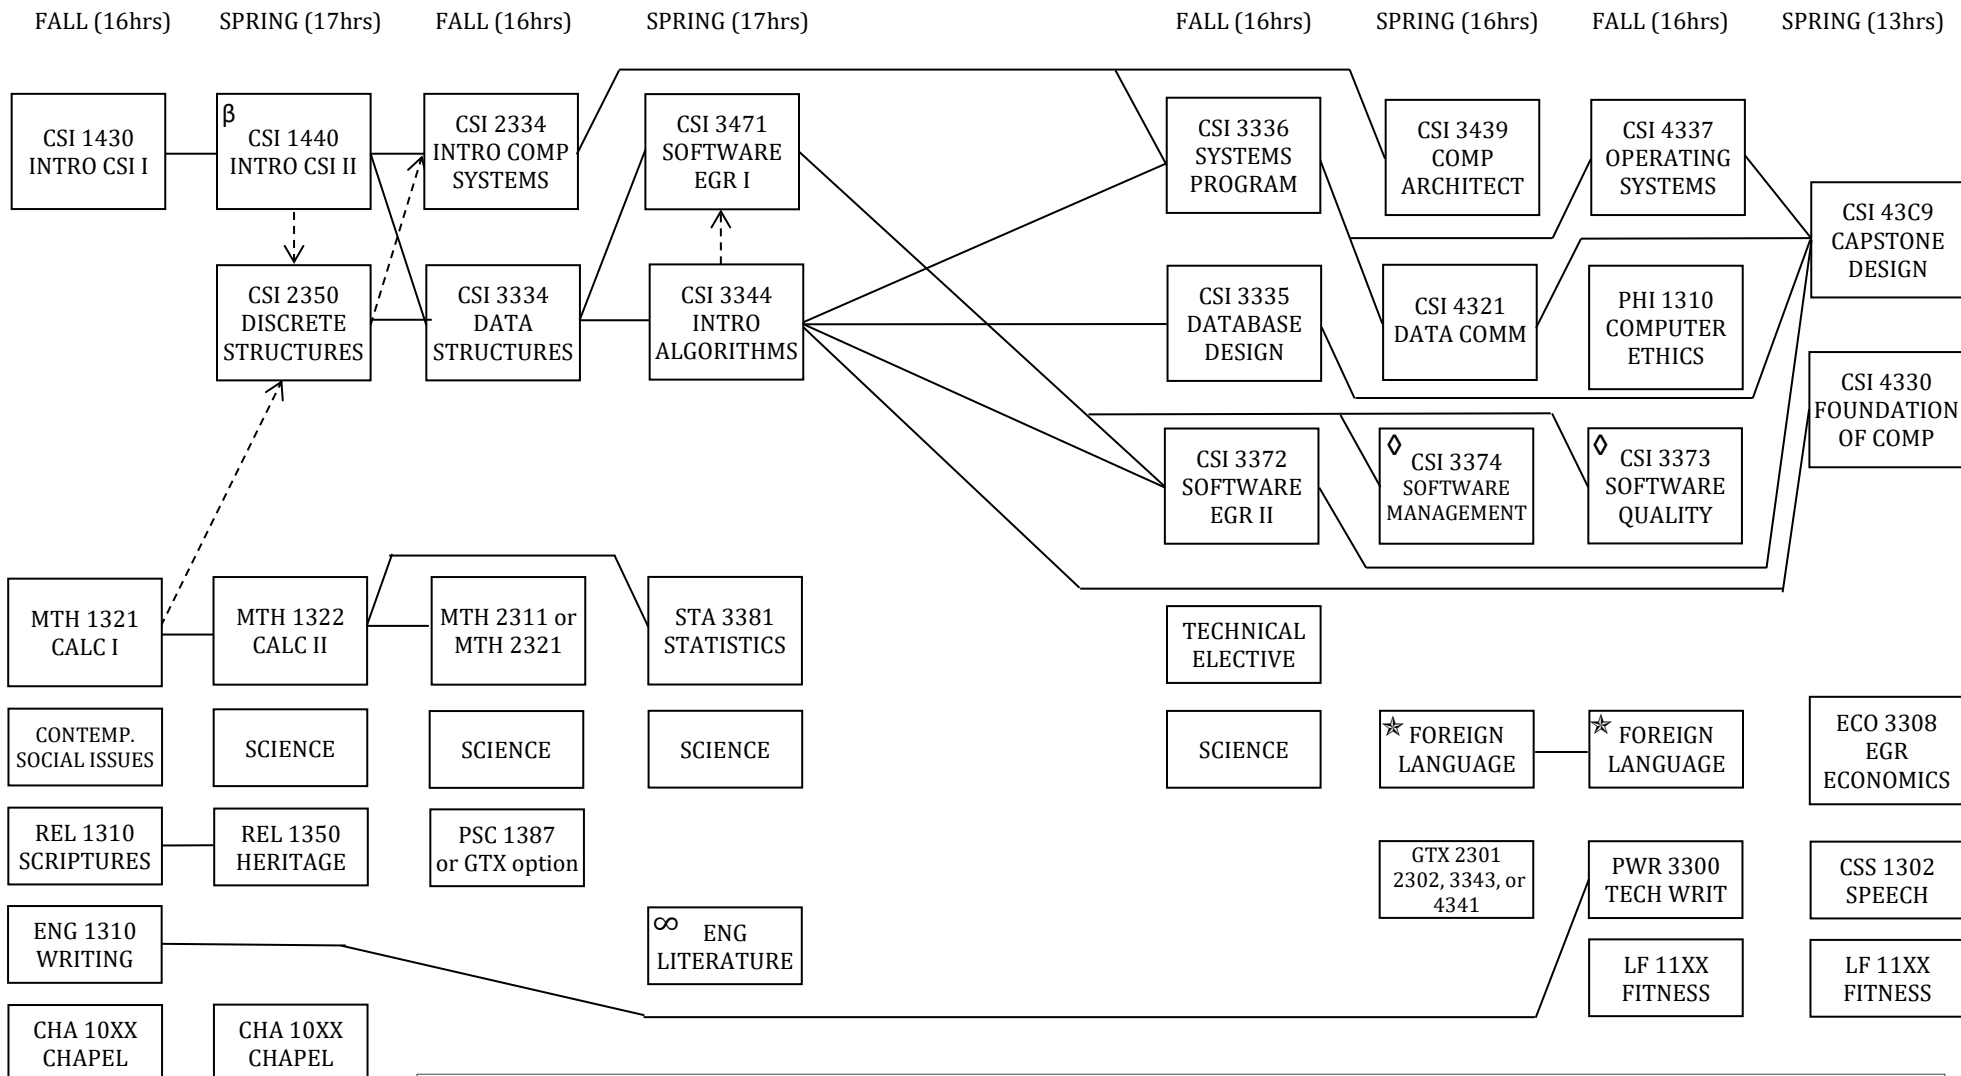 FALL (16hrs)
SPRING (17hrs)
FALL (16hrs)
SPRING (17hrs)
FALL (16hrs)
SPRING (16hrs)
FALL (16hrs)
SPRING (13hrs)
CSI 1430
INTRO CSI I
β
CSI 1440
INTRO CSI II
CSI 2334
INTRO COMP
SYSTEMS
CSI 3471
SOFTWARE
EGR I
CSI 3336
SYSTEMS
PROGRAM
CSI 3439
COMP
ARCHITECT
CSI 4337
OPERATING
SYSTEMS
CSI 43C9
CAPSTONE
DESIGN
CSI 2350
DISCRETE
STRUCTURES
CSI 3334
DATA
STRUCTURES
CSI 3344
INTRO
ALGORITHMS
CSI 3335
DATABASE
DESIGN
CSI 4321
DATA COMM
PHI 1310
COMPUTER
ETHICS
CSI 4330
FOUNDATION
OF COMP
CSI 3372
SOFTWARE
EGR II
◊
CSI 3374
SOFTWARE
MANAGEMENT
◊
CSI 3373
SOFTWARE
QUALITY
MTH 1321
CALC I
MTH 1322
CALC II
MTH 2311 or
MTH 2321
STA 3381
STATISTICS
TECHNICAL
ELECTIVE
CONTEMP.
SOCIAL ISSUES
SCIENCE
SCIENCE
SCIENCE
SCIENCE
✯ FOREIGN
LANGUAGE
✯ FOREIGN
LANGUAGE
ECO 3308
EGR
ECONOMICS
REL 1310
SCRIPTURES
REL 1350
HERITAGE
PSC 1387
or GTX option
GTX 2301
2302, 3343, or
4341
PWR 3300
TECH WRIT
CSS 1302
SPEECH
ENG 1310
WRITING
∞ ENG
LITERATURE
LF 11XX
FITNESS
LF 11XX
FITNESS
CHA 10XX
CHAPEL
CHA 10XX
CHAPEL